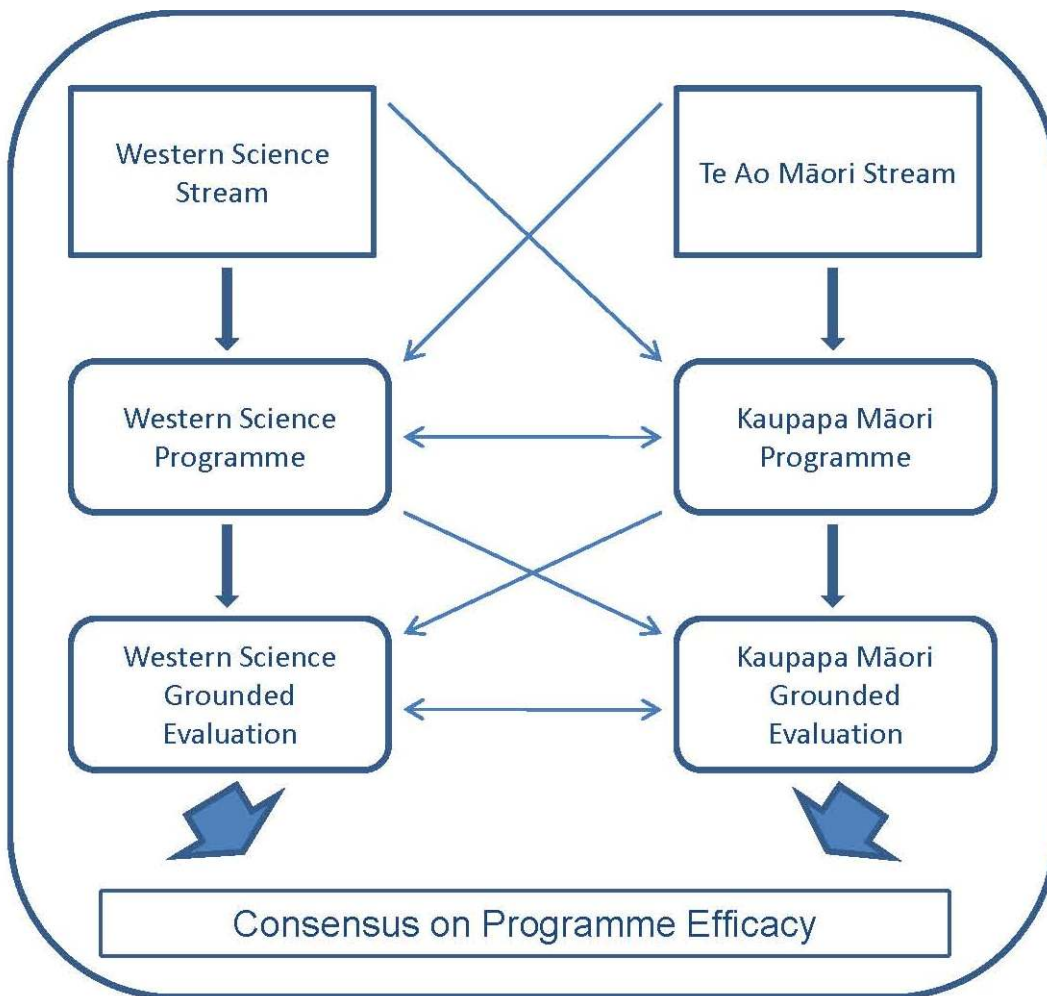 Western Science
Stream
Te Ao Māori Stream
Western Science
Programme
Kaupapa Māori
Programme
Western Science
Grounded
Evaluation
Kaupapa Māori
Grounded
Evaluation
Consensus on Programme Efficacy